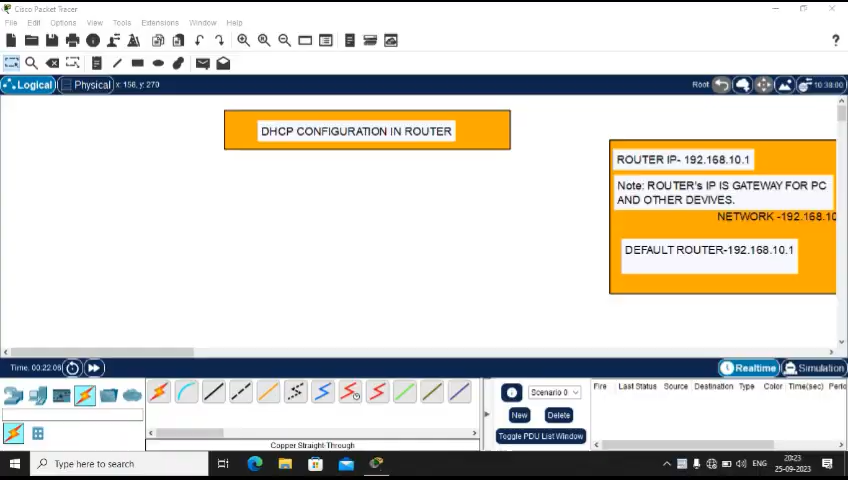 Cisco Packet Tracer
File Edit Options View Tools Extensions Window Help
Logical Physical x: 158, y: 270 Root 10:38:00
DHCP CONFIGURATION IN ROUTER
ROUTER IP- 192.168.10.1
Note: ROUTER's IP IS GATEWAY FOR PC
AND OTHER DEVIVES.
NETWORK -192.168.10
DEFAULT ROUTER-192.168.10.1
Time: 00:22:06 Realtime Simulation
Scenario 0
New Delete
Toggle PDU List Window
Fire Last Status Source Destination Type Color Time(sec) Perio
Copper Straight-Through
Type here to search
ENG
20:23
25-09-2023